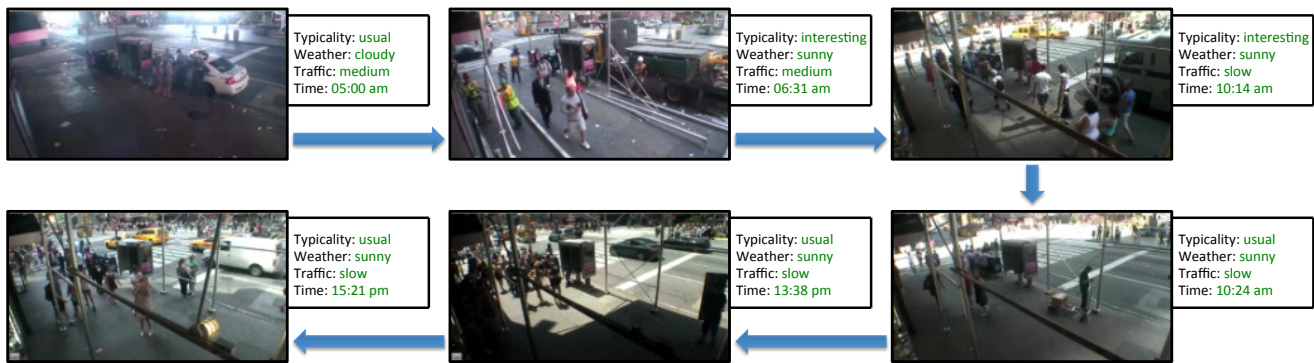 Typicality: usual
Weather: cloudy
Traffic: medium
Time: 05:00 am
Typicality: interesting
Weather: sunny
Traffic: medium
Time: 06:31 am
Typicality: interesting
Weather: sunny
Traffic: slow
Time: 10:14 am
Typicality: usual
Weather: sunny
Traffic: slow
Time: 10:24 am
Typicality: usual
Weather: sunny
Traffic: slow
Time: 13:38 pm
Typicality: usual
Weather: sunny
Traffic: slow
Time: 15:21 pm